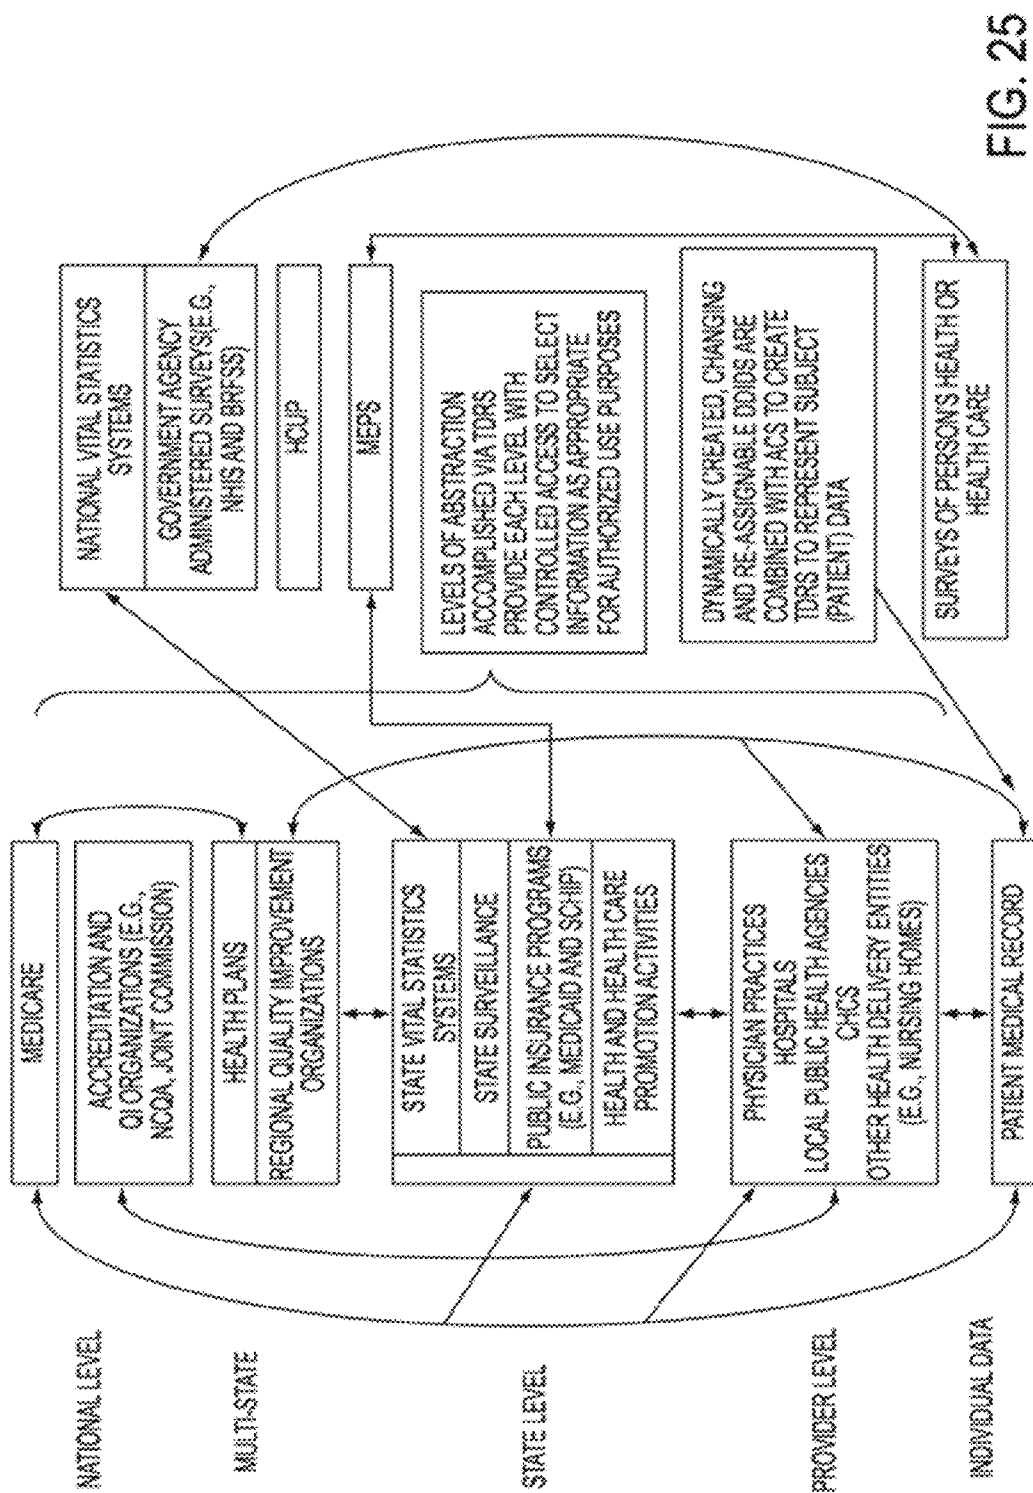 NATIONAL LEVEL
MULTI-STATE
STATE LEVEL
PROVIDER LEVEL
INDIVIDUAL DATA
MEDICARE
ACCREDITATION AND
QI ORGANIZATIONS (E.G.,
NCQA, JOINT COMMISSION)
HEALTH PLANS
REGIONAL QUALITY IMPROVEMENT
ORGANIZATIONS
STATE VITAL STATISTICS
SYSTEMS
STATE SURVEILLANCE
PUBLIC INSURANCE PROGRAMS
(E.G., MEDICAID AND SCHIP)
HEALTH AND HEALTH CARE
PROMOTION ACTIVITIES
PHYSICIAN PRACTICES
HOSPITALS
LOCAL PUBLIC HEALTH AGENCIES
CHCS
OTHER HEALTH DELIVERY ENTITIES
(E.G., NURSING HOMES)
PATIENT MEDICAL RECORD
NATIONAL VITAL STATISTICS
SYSTEMS
GOVERNMENT AGENCY
ADMINISTERED SURVEYS(E.G.,
NHIS AND BRFSS)
HCUP
MEPS
LEVELS OF ABSTRACTION
ACCOMPLISHED VIA TDRS
PROVIDE EACH LEVEL WITH
CONTROLLED ACCESS TO SELECT
INFORMATION AS APPROPRIATE
FOR AUTHORIZED USE PURPOSES
DYNAMICALLY CREATED, CHANGING
AND RE-ASSIGNABLE DDIDS ARE
COMBINED WITH ACS TO CREATE
TDRS TO REPRESENT SUBJECT
(PATIENT) DATA
SURVEYS OF PERSON'S HEALTH OR
HEALTH CARE
FIG. 25